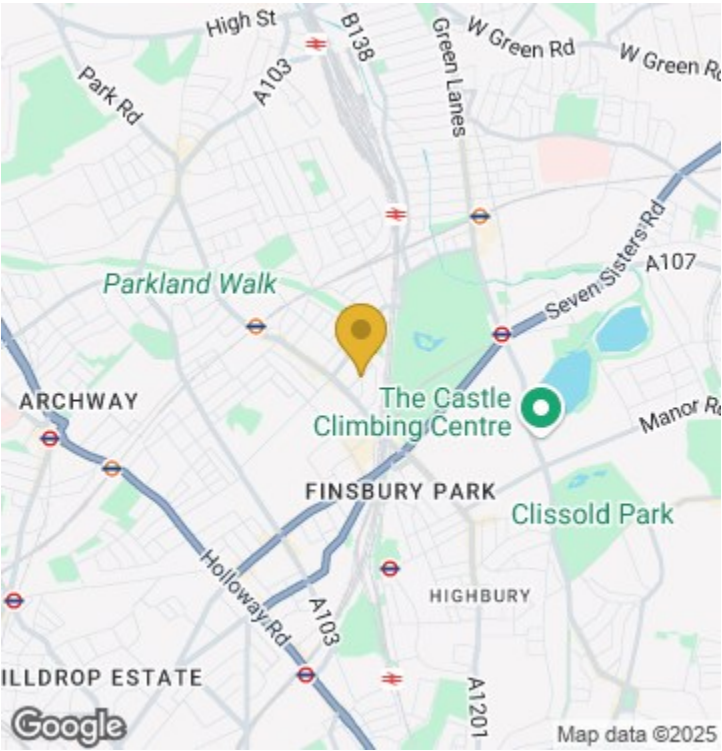 High St
B138
Green Lanes
W Green Rd
W Green Rd
A103
Park Rd
Seven Sisters Rd
A107
Parkland Walk
ARCHWAY
The Castle
Climbing Centre
Manor Rd
FINSBURY PARK
Clissold Park
Holloway Rd
A103
HIGHBURY
ILLDROP ESTATE
A1201
Google
Map data ©2025